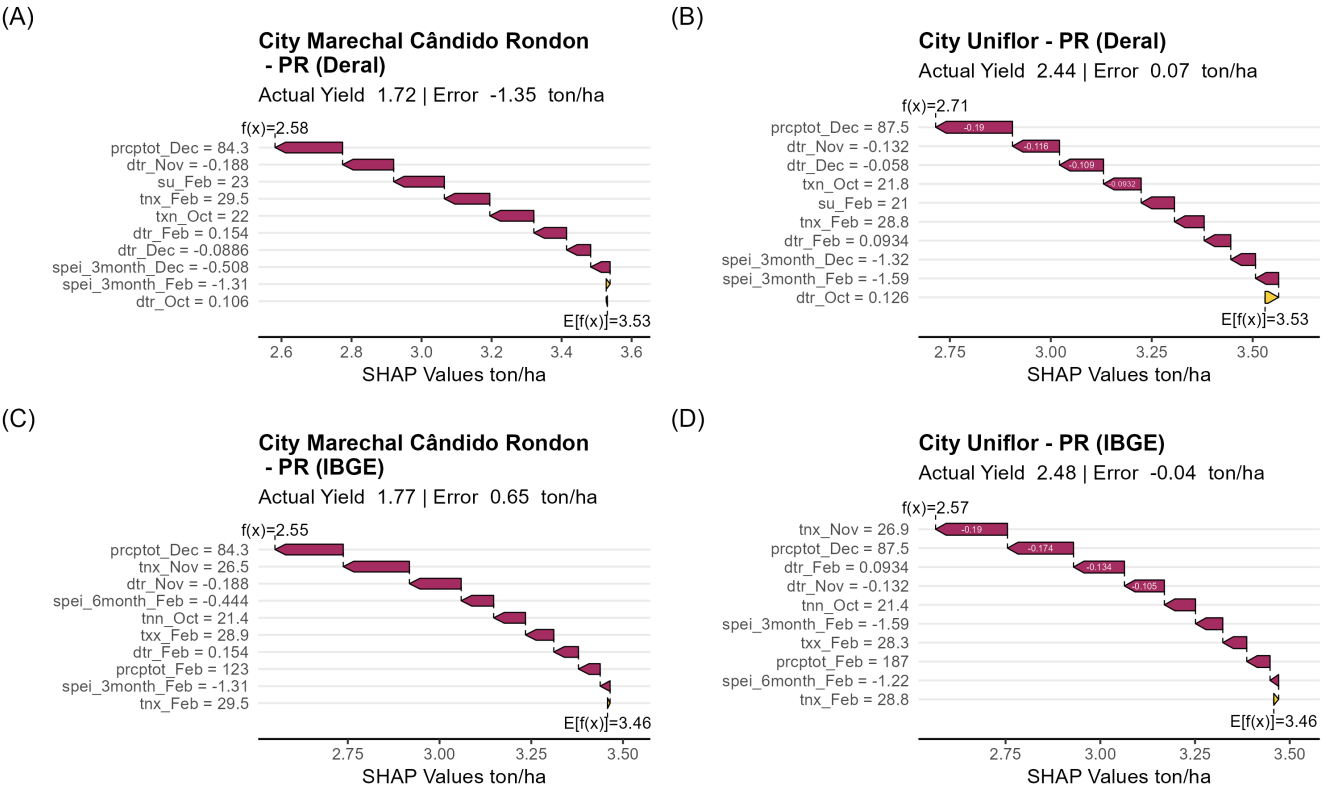 (A)
City Marechal Cândido Rondon
- PR (Deral)
Actual Yield 1.72 | Error -1.35 ton/ha
f(x)=2.58
prcptot_Dec = 84.3
dtr_Nov = -0.188
su_Feb = 23
tnx_Feb = 29.5
txn_Oct = 22
dtr_Feb = 0.154
dtr_Dec = -0.0886
spei_3month_Dec = -0.508
spei_3month_Feb = -1.31
dtr_Oct = 0.106
E[f(x)]=3.53
2.6 2.8 3.0 3.2 3.4 3.6
SHAP Values ton/ha
(B)
City Uniflor - PR (Deral)
Actual Yield 2.44 | Error 0.07 ton/ha
f(x)=2.71
prcptot_Dec = 87.5
-0.19
dtr_Nov = -0.132
-0.116
dtr_Dec = -0.058
-0.109
txn_Oct = 21.8
-0.0932
su_Feb = 21
tnx_Feb = 28.8
dtr_Feb = 0.0934
spei_3month_Dec = -1.32
spei_3month_Feb = -1.59
dtr_Oct = 0.126
E[f(x)]=3.53
2.75 3.00 3.25 3.50
SHAP Values ton/ha
(C)
City Marechal Cândido Rondon
- PR (IBGE)
Actual Yield 1.77 | Error 0.65 ton/ha
f(x)=2.55
prcptot_Dec = 84.3
tnx_Nov = 26.5
dtr_Nov = -0.188
spei_6month_Feb = -0.444
tnn_Oct = 21.4
txx_Feb = 28.9
dtr_Feb = 0.154
prcptot_Feb = 123
spei_3month_Feb = -1.31
tnx_Feb = 29.5
E[f(x)]=3.46
2.75 3.00 3.25 3.50
SHAP Values ton/ha
(D)
City Uniflor - PR (IBGE)
Actual Yield 2.48 | Error -0.04 ton/ha
f(x)=2.57
tnx_Nov = 26.9
-0.19
prcptot_Dec = 87.5
-0.174
dtr_Feb = 0.0934
-0.134
dtr_Nov = -0.132
-0.105
tnn_Oct = 21.4
spei_3month_Feb = -1.59
txx_Feb = 28.3
prcptot_Feb = 187
spei_6month_Feb = -1.22
tnx_Feb = 28.8
E[f(x)]=3.46
2.75 3.00 3.25 3.50
SHAP Values ton/ha